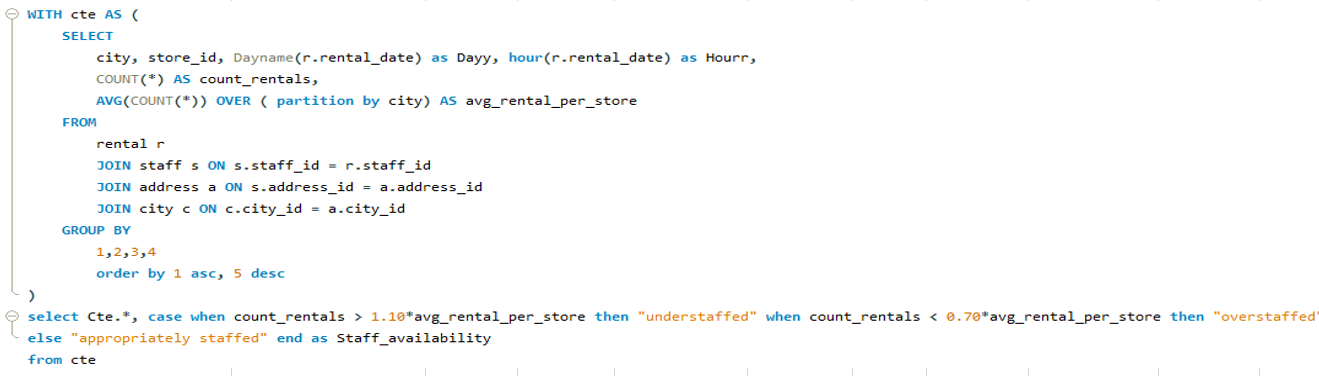 WITH cte AS (
SELECT
city, store_id, Dayname(r.rental_date) as Dayy, hour(r.rental_date) as Hourr,
COUNT(*) AS count_rentals,
AVG(COUNT(*)) OVER ( partition by city) AS avg_rental_per_store
FROM
rental r
JOIN staff s ON s.staff_id = r.staff_id
JOIN address a ON s.address_id = a.address_id
JOIN city c ON c.city_id = a.city_id
GROUP BY
1,2,3,4
order by 1 asc, 5 desc
)
select Cte.*, case when count_rentals > 1.10*avg_rental_per_store then "understaffed" when count_rentals < 0.70*avg_rental_per_store then "overstaffed"
else "appropriately staffed" end as Staff_availability
from cte